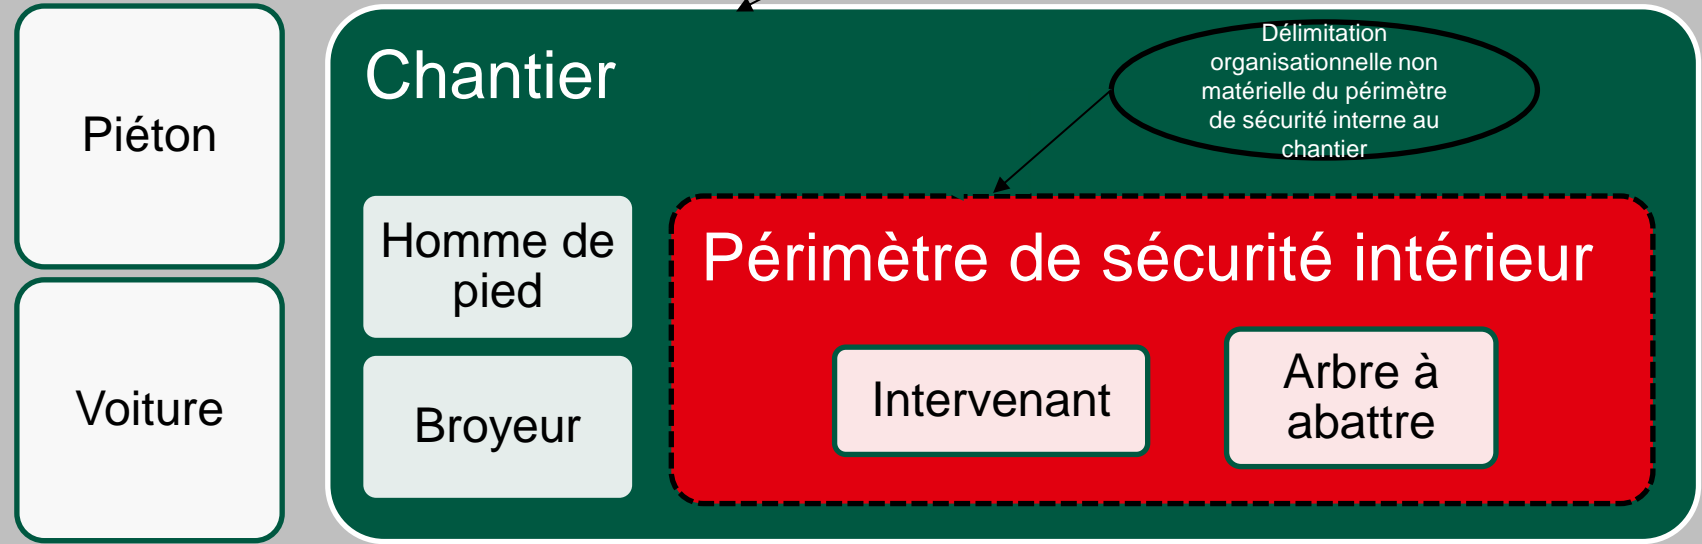 Piéton
Voiture
Chantier
Délimitation
organisationnelle non
matérielle du périmètre
de sécurité interne au
chantier
Homme de
pied
Broyeur
Périmètre de sécurité intérieur
Intervenant
Arbre à
abattre